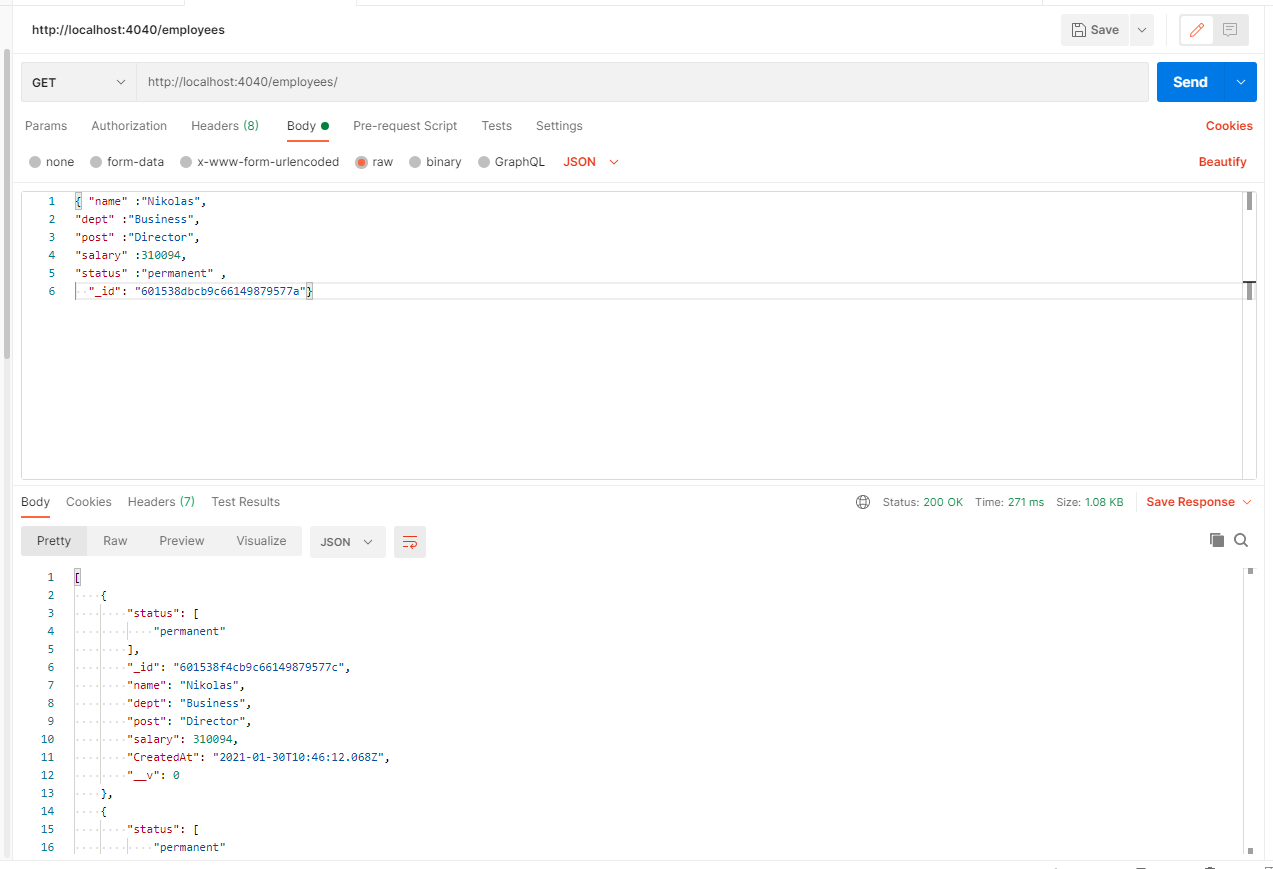 http://localhost:4040/employees
Save
GET
http://localhost:4040/employees/
Send
Params Authorization Headers (8) Body Pre-request Script Tests Settings Cookies
none form-data x-www-form-urlencoded raw binary GraphQL JSON Beautify
1 { "name" :"Nikolas",
2 "dept" :"Business",
3 "post" :"Director",
4 "salary" :310094,
5 "status" :"permanent" ,
6 "_id": "601538dbcb9c66149879577a"}
Body Cookies Headers (7) Test Results Status: 200 OK Time: 271 ms Size: 1.08 KB Save Response
Pretty Raw Preview Visualize JSON
1 [
2 {
3 "status": [
4 "permanent"
5 ],
6 "_id": "601538f4cb9c66149879577c",
7 "name": "Nikolas",
8 "dept": "Business",
9 "post": "Director",
10 "salary": 310094,
11 "CreatedAt": "2021-01-30T10:46:12.068Z",
12 "__v": 0
13 },
14 {
15 "status": [
16 "permanent"